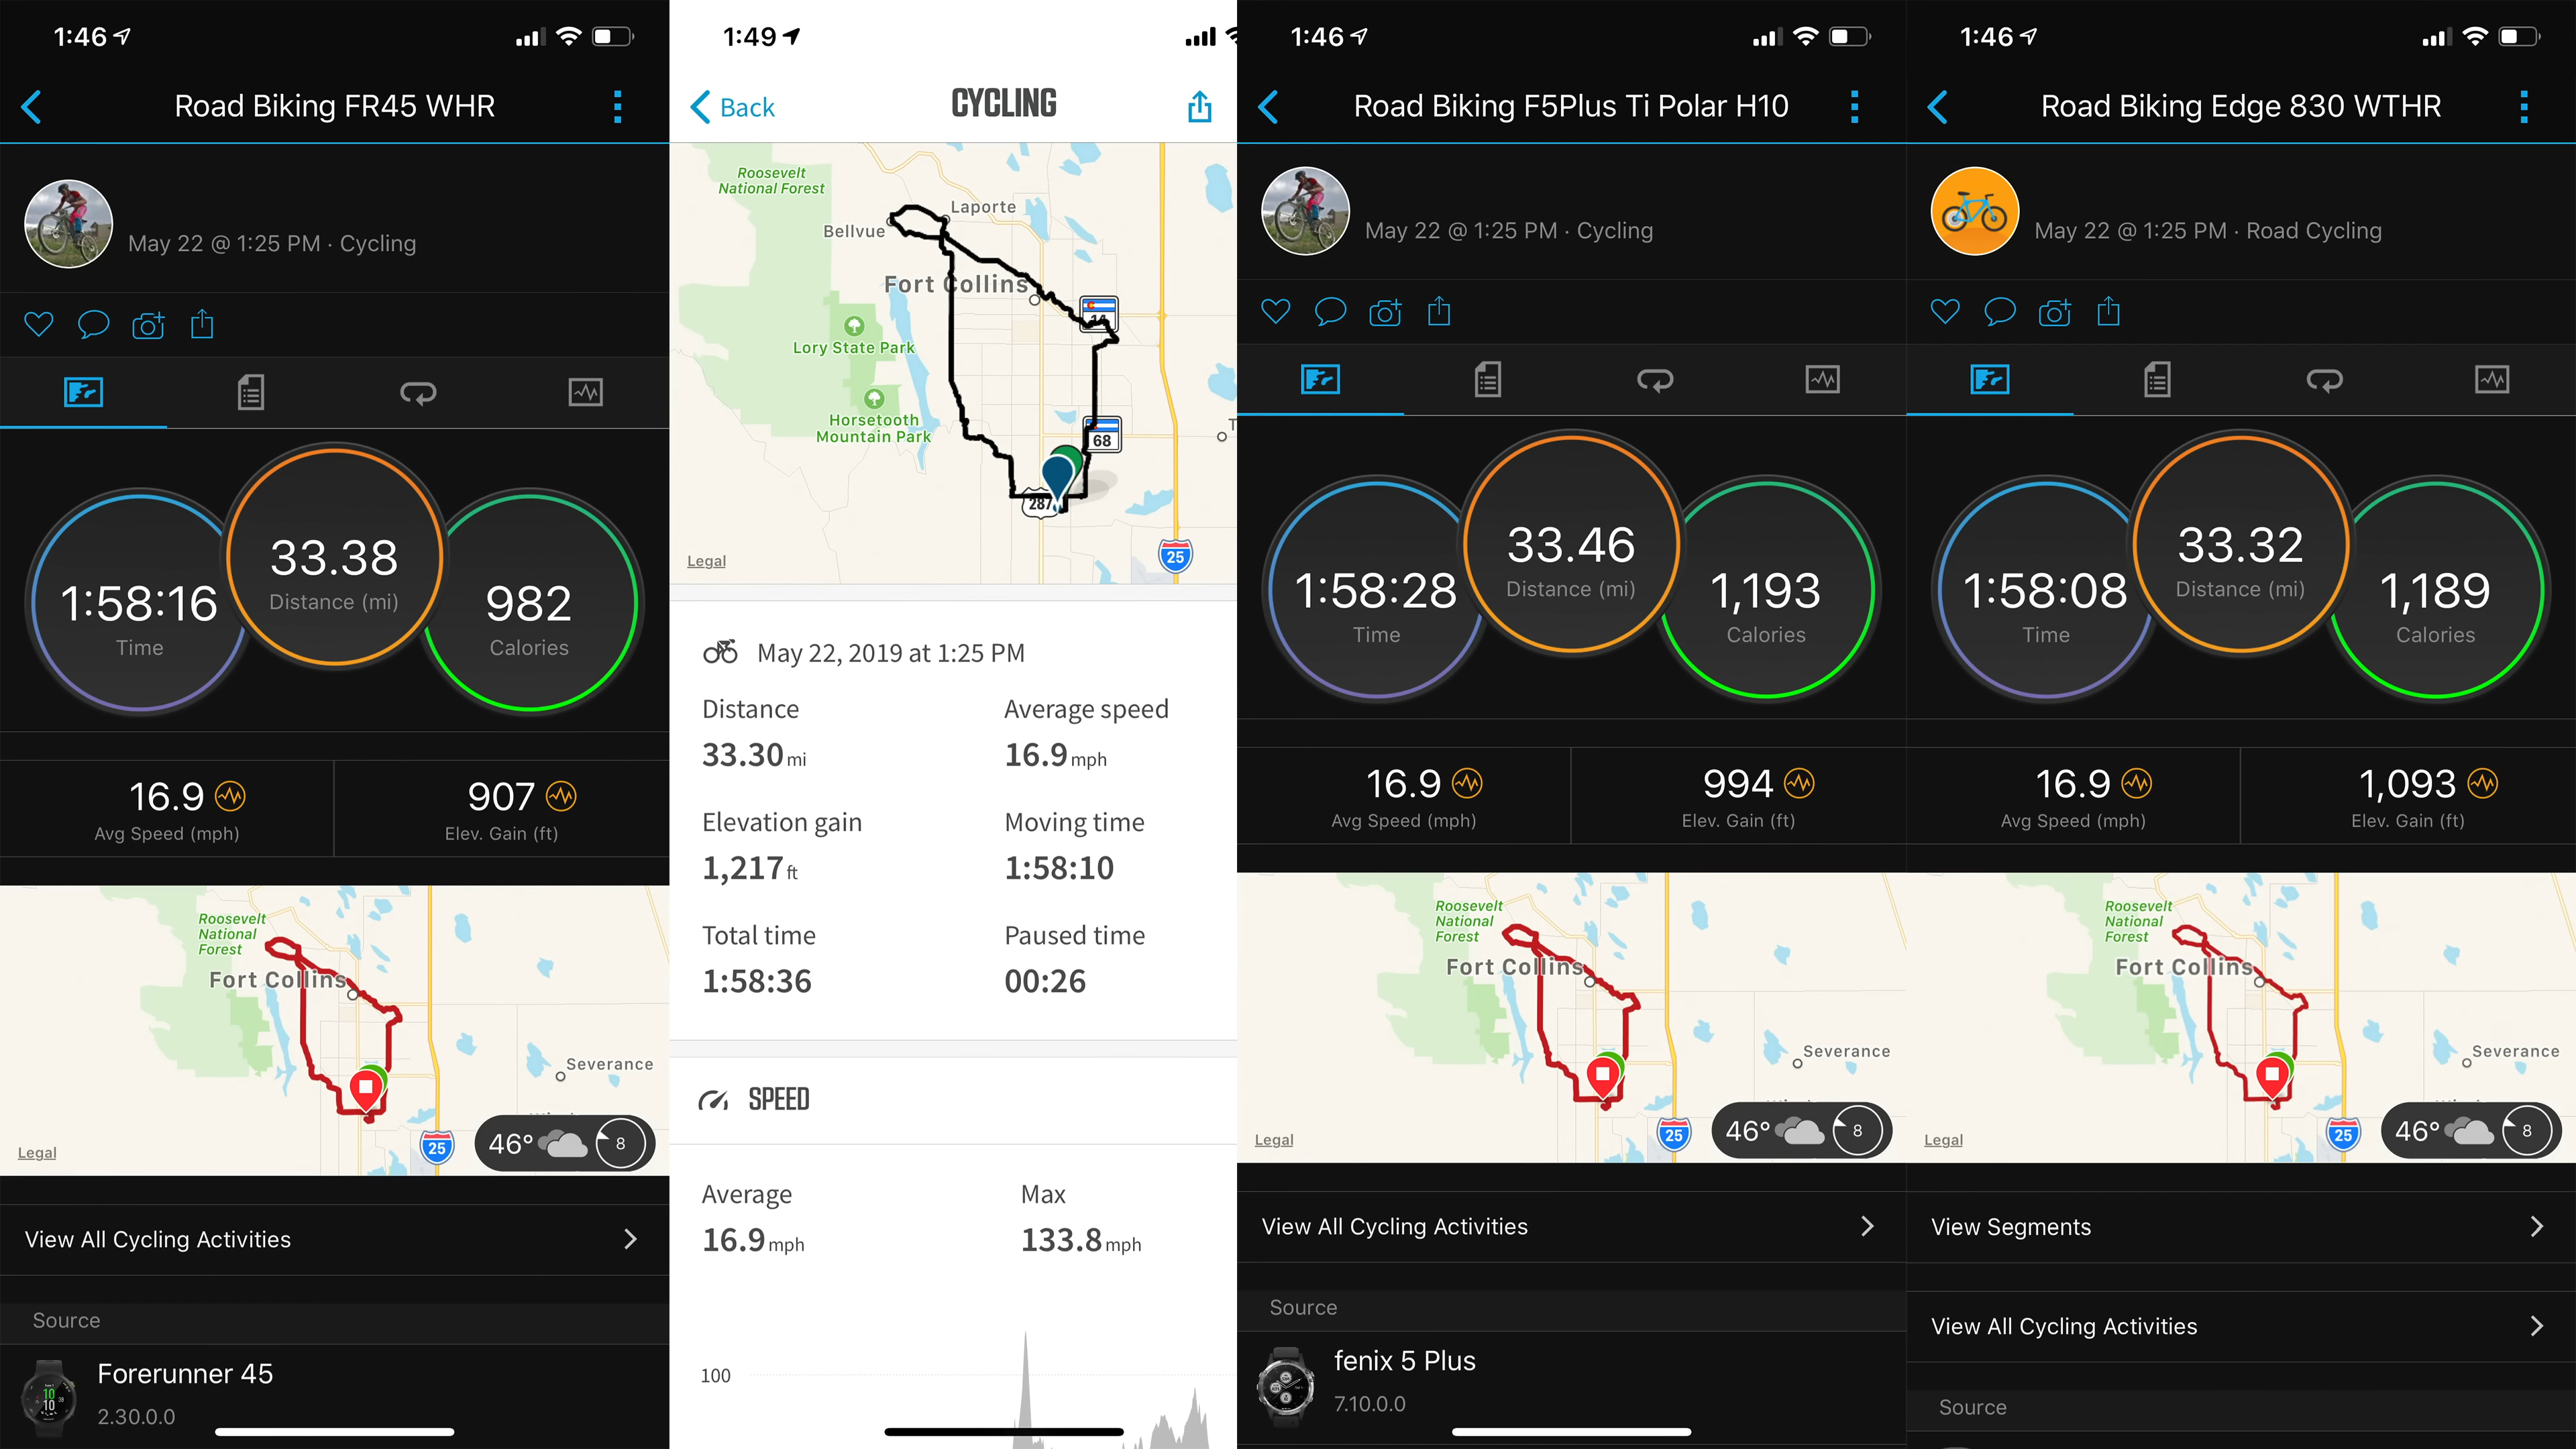 1:46
Road Biking FR45 WHR
May 22 @ 1:25 PM · Cycling
1:58:16
Time
33.38
Distance (mi)
982
Calories
16.9
Avg Speed (mph)
907
Elev. Gain (ft)
Roosevelt
National
Forest
Fort Collins
Severance
25
46°
8
Legal
View All Cycling Activities
Source
Forerunner 45
2.30.0.0
1:49
Back
CYCLING
Roosevelt
National Forest
Laporte
Bellvue
Fort Collins
14
Lory State Park
Horsetooth
Mountain Park
68
T
287
25
Legal
May 22, 2019 at 1:25 PM
Distance
33.30 mi
Average speed
16.9 mph
Elevation gain
1,217 ft
Moving time
1:58:10
Total time
1:58:36
Paused time
00:26
SPEED
Average
16.9 mph
Max
133.8 mph
100
1:46
Road Biking F5Plus Ti Polar H10
May 22 @ 1:25 PM · Cycling
1:58:28
Time
33.46
Distance (mi)
1,193
Calories
16.9
Avg Speed (mph)
994
Elev. Gain (ft)
Roosevelt
National
Forest
Fort Collins
Severance
25
46°
8
Legal
View All Cycling Activities
Source
fenix 5 Plus
7.10.0.0
1:46
Road Biking Edge 830 WTHR
May 22 @ 1:25 PM · Road Cycling
1:58:08
Time
33.32
Distance (mi)
1,189
Calories
16.9
Avg Speed (mph)
1,093
Elev. Gain (ft)
Roosevelt
National
Forest
Fort Collins
Severance
25
46°
8
Legal
View Segments
View All Cycling Activities
Source